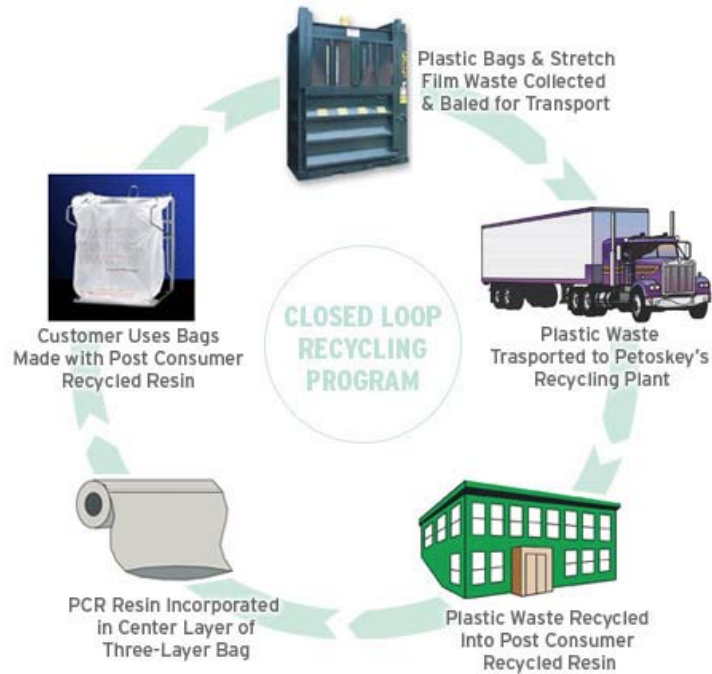 Plastic Bags & Stretch
Film Waste Collected
& Baled for Transport
Plastic Waste
Trasported to Petoskey's
Recycling Plant
Plastic Waste Recycled
Into Post Consumer
Recycled Resin
PCR Resin Incorporated
in Center Layer of
Three-Layer Bag
Customer Uses Bags
Made with Post Consumer
Recycled Resin
CLOSED LOOP
RECYCLING
PROGRAM